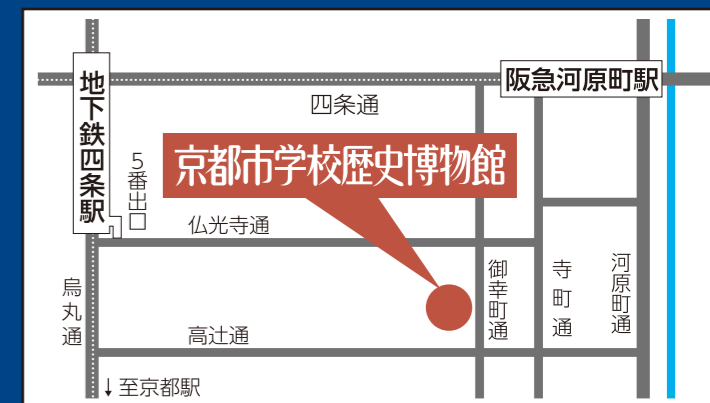 阪急河原町駅
地下鉄四条駅
四条通
5番出口
京都市学校歴史博物館
仏光寺通
御幸町通
寺町通
河原町通
烏丸通
高辻通
↓至京都駅